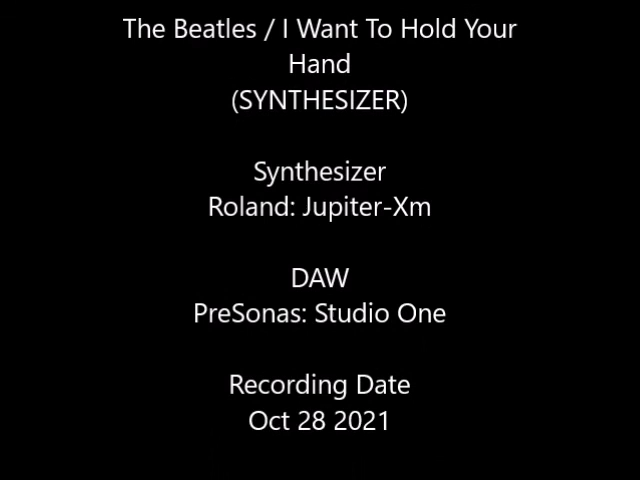 The Beatles / I Want To Hold Your
Hand
(SYNTHESIZER)
Synthesizer
Roland: Jupiter-Xm
DAW
PreSonas: Studio One
Recording Date
Oct 28 2021